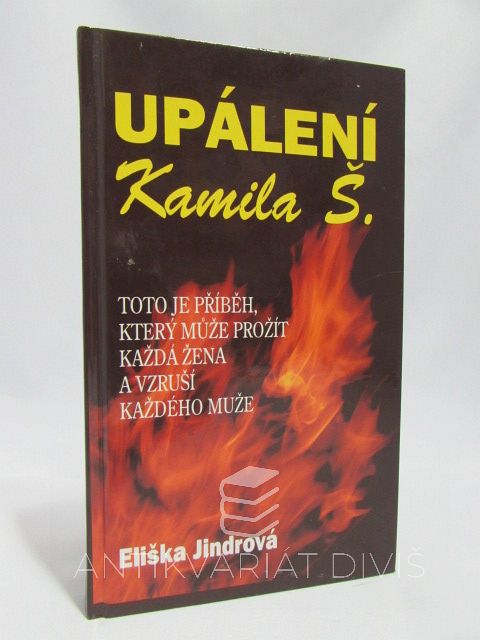 UPÁLENÍ
Kamila Š.
TOTO JE PŘÍBĚH,
KTERÝ MŮŽE PROŽÍT
KAŽDÁ ŽENA
A VZRUŠÍ
KAŽDÉHO MUŽE
Eliška Jindrová
ANTIKVARIÁT DIVIŠ